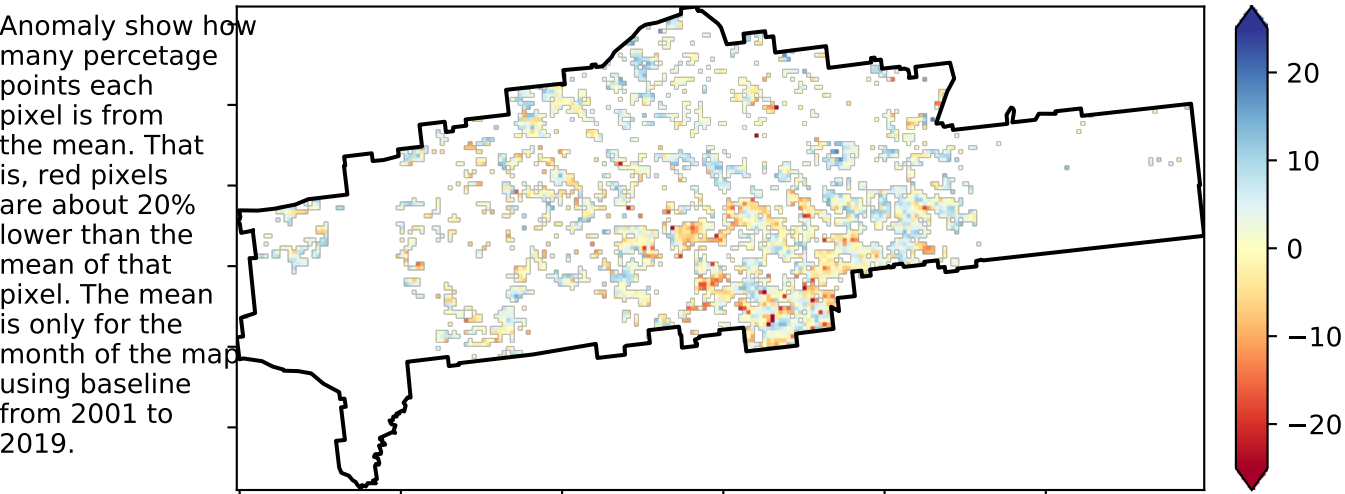 Anomaly show how
many percetage
points each
pixel is from
the mean. That
is, red pixels
are about 20%
lower than the
mean of that
pixel. The mean
is only for the
month of the map
using baseline
from 2001 to
2019.
20
10
0
−10
−20